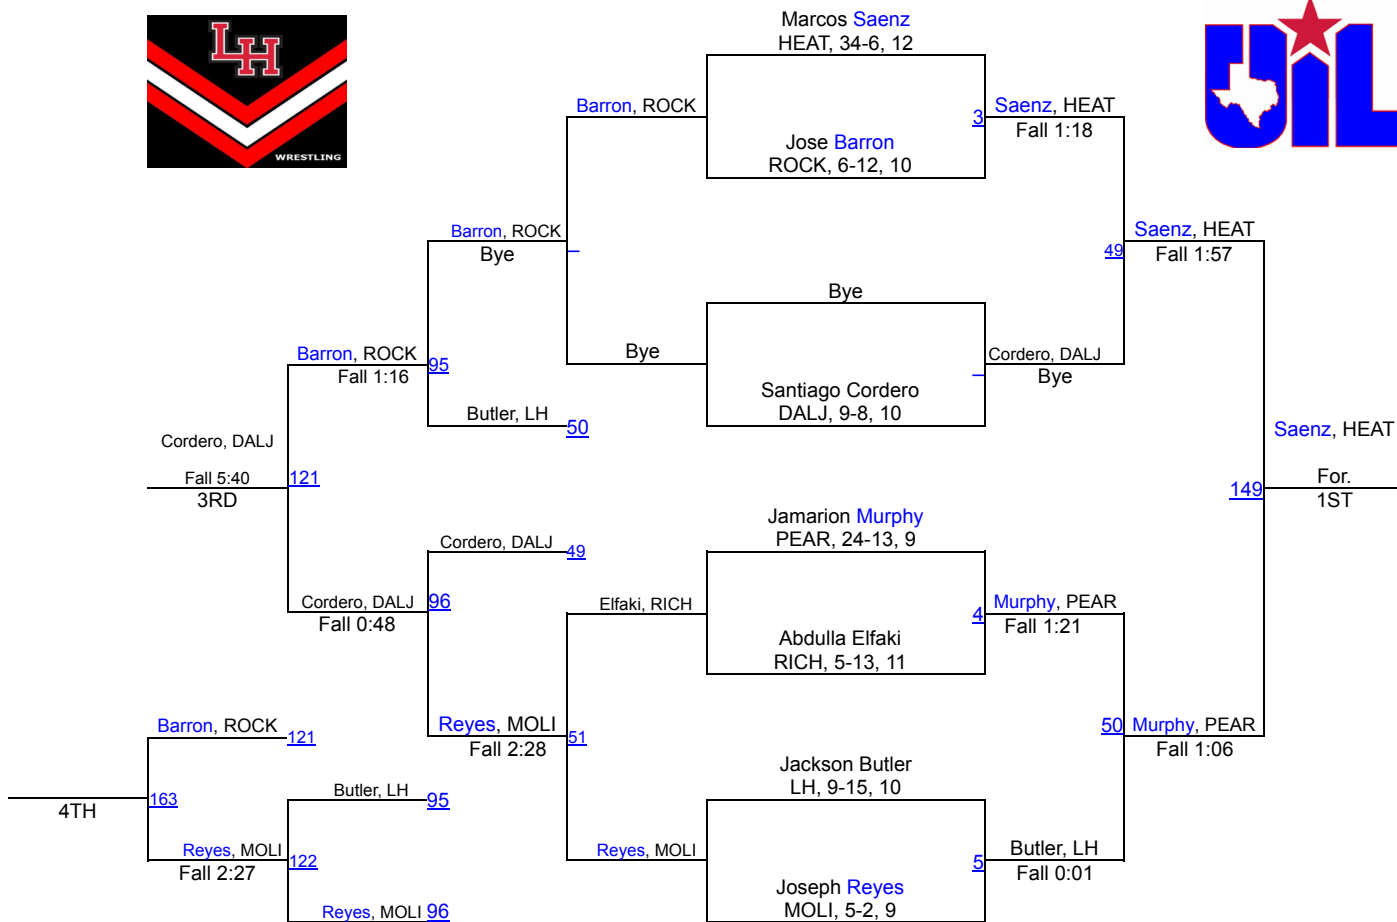 LH
WRESTLING
UIL
Marcos Saenz
HEAT, 34-6, 12
Barron, ROCK
3
Saenz, HEAT
Fall 1:18
Jose Barron
ROCK, 6-12, 10
Barron, ROCK
Bye
–
49
Saenz, HEAT
Fall 1:57
Bye
Bye
Barron, ROCK
Fall 1:16
95
–
Cordero, DALJ
Bye
Santiago Cordero
DALJ, 9-8, 10
Butler, LH
50
Cordero, DALJ
Fall 5:40
3RD
121
Saenz, HEAT
149
For.
1ST
Jamarion Murphy
PEAR, 24-13, 9
Cordero, DALJ
49
Cordero, DALJ
Fall 0:48
96
Elfaki, RICH
4
Murphy, PEAR
Fall 1:21
Abdulla Elfaki
RICH, 5-13, 11
Barron, ROCK
121
Reyes, MOLI
Fall 2:28
51
50
Murphy, PEAR
Fall 1:06
Jackson Butler
LH, 9-15, 10
Butler, LH
95
4TH
163
Reyes, MOLI
Fall 2:27
122
Reyes, MOLI
5
Butler, LH
Fall 0:01
Joseph Reyes
MOLI, 5-2, 9
Reyes, MOLI
96